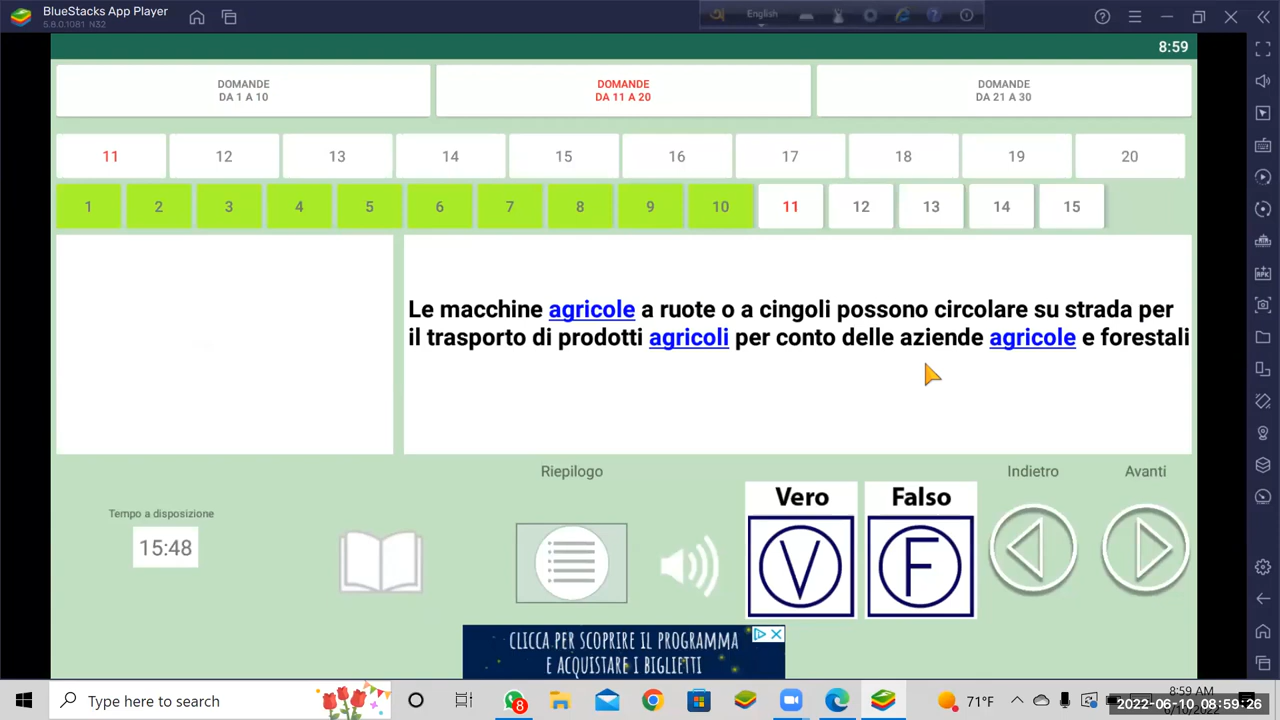 BlueStacks App Player
5.8.0.1081 N32
English
8:59
DOMANDE
DA 1 A 10
DOMANDE
DA 11 A 20
DOMANDE
DA 21 A 30
11 12 13 14 15 16 17 18 19 20
1 2 3 4 5 6 7 8 9 10 11 12 13 14 15
Le macchine agricole a ruote o a cingoli possono circolare su strada per
il trasporto di prodotti agricoli per conto delle aziende agricole e forestali
Riepilogo
Indietro
Avanti
Vero
Falso
V
F
Tempo a disposizione
15:48
CLICCA PER SCOPRIRE IL PROGRAMMA
E ACQUISTARE I BIGLIETTI
Type here to search
8
71°F
8:59 AM
2022-06-10 08:59:26